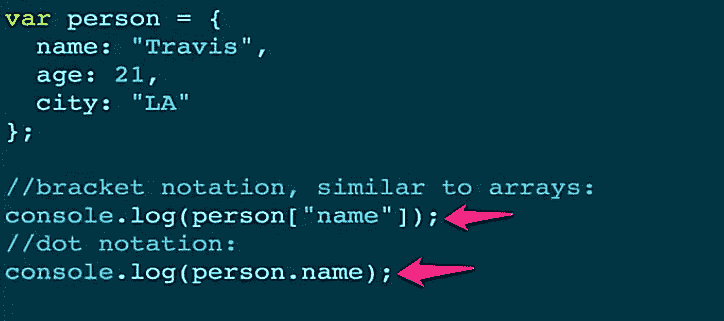 var person = {
  name: "Travis",
  age: 21,
  city: "LA"
};

//bracket notation, similar to arrays:
console.log(person["name"]);
//dot notation:
console.log(person.name);